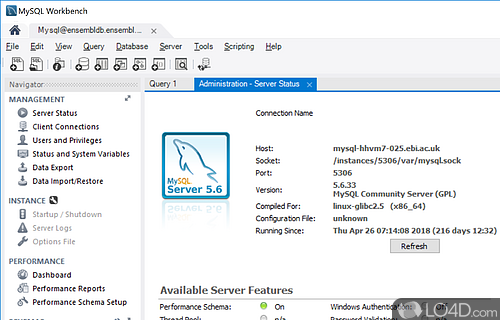 MySQL Workbench
Mysql@ensembldb.ensembl...
File Edit View Query Database Server Tools Scripting Help
Navigator
Query 1
Administration - Server Status
MANAGEMENT
Server Status
Client Connections
Users and Privileges
Status and System Variables
Data Export
Data Import/Restore
INSTANCE
Startup / Shutdown
Server Logs
Options File
PERFORMANCE
Dashboard
Performance Reports
Performance Schema Setup
Connection Name
MySQL
Server 5.6
Host: mysql-hhvm7-025.ebi.ac.uk
Socket: /instances/5306/var/mysql.sock
Port: 5306
Version: 5.6.33
MySQL Community Server (GPL)
Compiled For: linux-glibc2.5 (x86_64)
Configuration File: unknown
Running Since: Thu Apr 26 07:14:08 2018 (216 days 12:32)
Refresh
Available Server Features
Performance Schema: On Windows Authentication: Off
Thread Pool: n/a Password Validation: n/a
LO4D.com